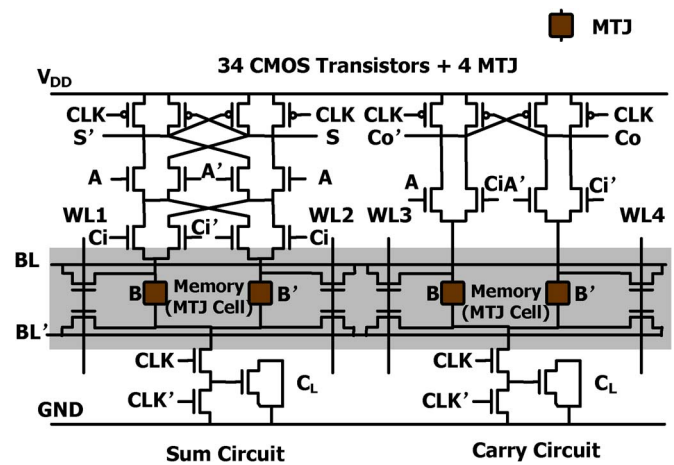 MTJ
34 CMOS Transistors + 4 MTJ
VDD
CLK CLK CLK CLK
S' S Co' Co
A A' A A CiA' Ci'
WL1 WL2 WL3 WL4
Ci Ci' Ci
BL
B Memory B' B Memory B'
(MTJ Cell) (MTJ Cell)
BL'
CLK CLK
CL CL
CLK' CLK'
GND
Sum Circuit Carry Circuit